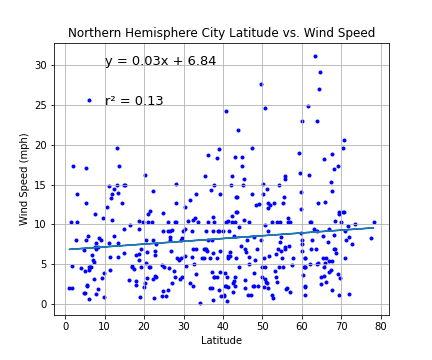 Northern Hemisphere City Latitude vs. Wind Speed
y = 0.03x + 6.84
r² = 0.13
Wind Speed (mph)
30
25
20
15
10
5
0
0 10 20 30 40 50 60 70 80
Latitude